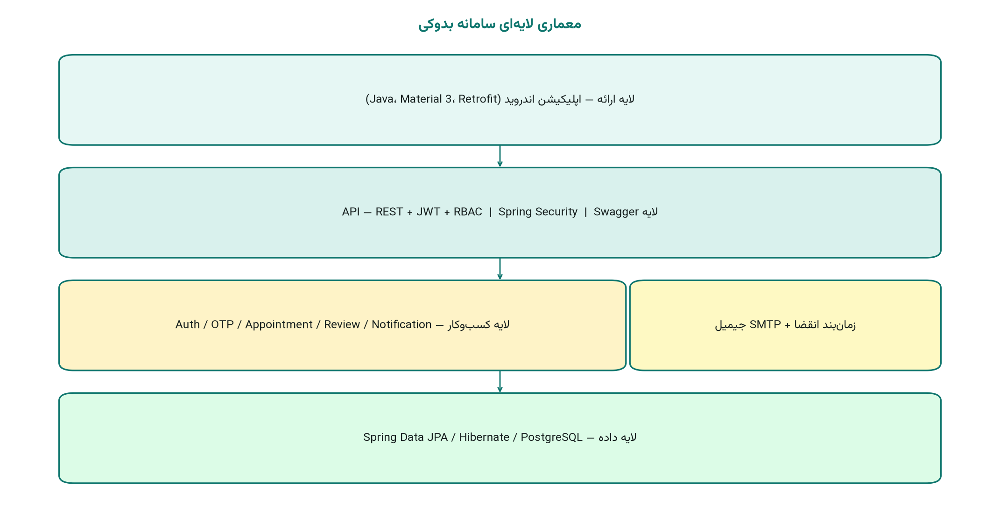 معماری لایه‌ای سامانه بدوکی
لایه ارائه — اپلیکیشن اندروید (Java، Material 3، Retrofit)
لایه API — REST + JWT + RBAC | Spring Security | Swagger
لایه کسب‌وکار — Auth / OTP / Appointment / Review / Notification
زمان‌بند انقضا + SMTP جیمیل
لایه داده — Spring Data JPA / Hibernate / PostgreSQL